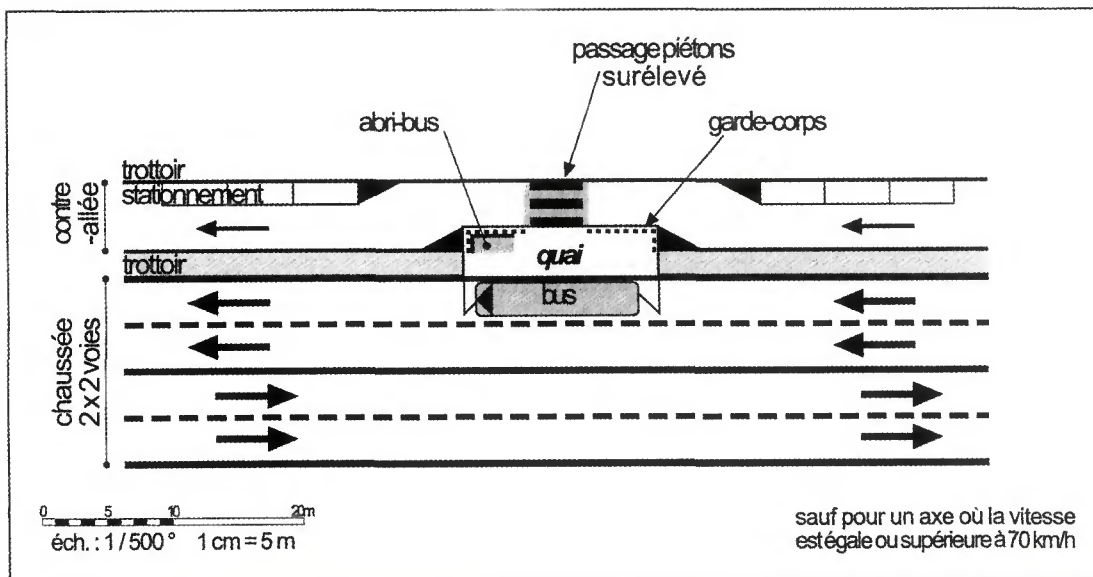 passage piétons
surélevé
abri-bus
garde-corps
trottoir
stationnement
contre
-allée
trottoir
quai
bus
chaussée
2 x 2 voies
0 5 10 20m
éch. : 1 / 500° 1 cm = 5 m
sauf pour un axe où la vitesse
est égale ou supérieure à 70 km/h